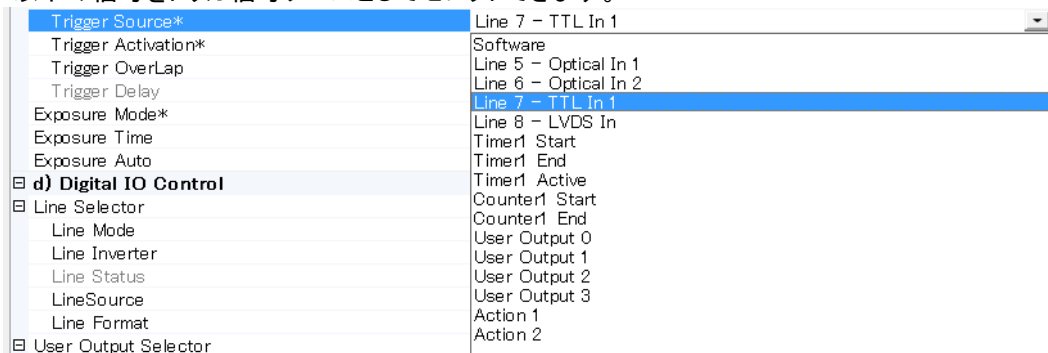 Trigger Source*
Line 7 – TTL In 1
Trigger Activation*
Trigger OverLap
Trigger Delay
Exposure Mode*
Exposure Time
Exposure Auto
d) Digital IO Control
Line Selector
Line Mode
Line Inverter
Line Status
LineSource
Line Format
User Output Selector
Software
Line 5 – Optical In 1
Line 6 – Optical In 2
Line 7 – TTL In 1
Line 8 – LVDS In
Timer1 Start
Timer1 End
Timer1 Active
Counter1 Start
Counter1 End
User Output 0
User Output 1
User Output 2
User Output 3
Action 1
Action 2